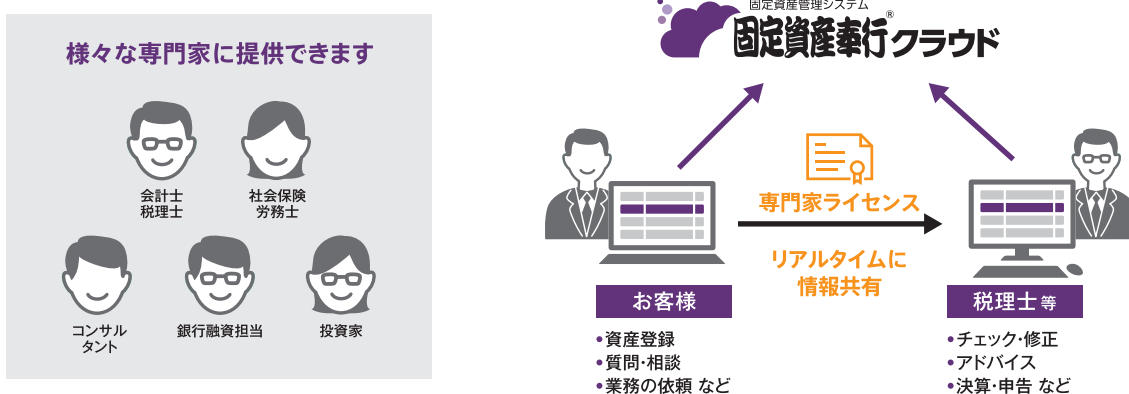 様々な専門家に提供できます
会計士
税理士
社会保険
労務士
コンサル
タント
銀行融資担当
投資家
固定資産管理システム
固定資産奉行®クラウド
専門家ライセンス
リアルタイムに
情報共有
お客様
•資産登録
•質問・相談
•業務の依頼 など
税理士 等
•チェック・修正
•アドバイス
•決算・申告 など